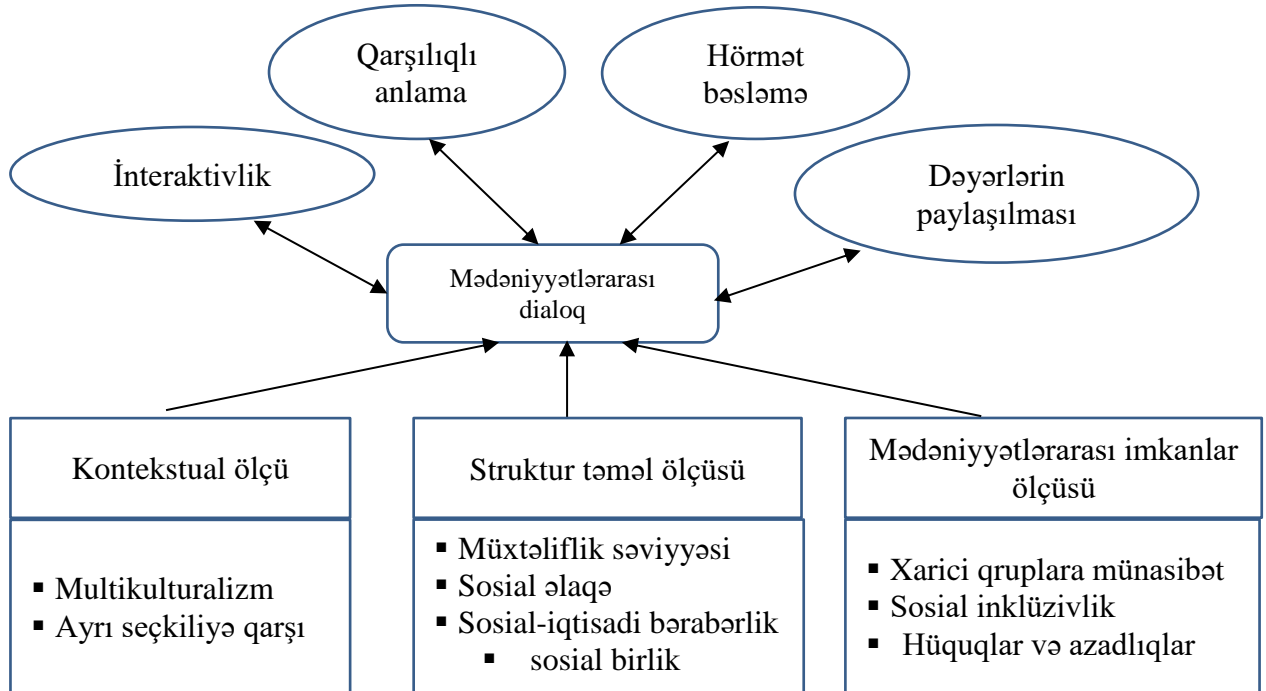 Qarşılıqlı
anlama
Hörmət
bəsləmə
İnteraktivlik
Dəyərlərin
paylaşılması
Mədəniyyətlərarası
dialoq
Kontekstual ölçü
▪ Multikulturalizm
▪ Ayrı seçkiliyə qarşı
Struktur təməl ölçüsü
▪ Müxtəliflik səviyyəsi
▪ Sosial əlaqə
▪ Sosial-iqtisadi bərabərlik
▪ sosial birlik
Mədəniyyətlərarası imkanlar
ölçüsü
▪ Xarici qruplara münasibət
▪ Sosial inklüzivlik
▪ Hüquqlar və azadlıqlar